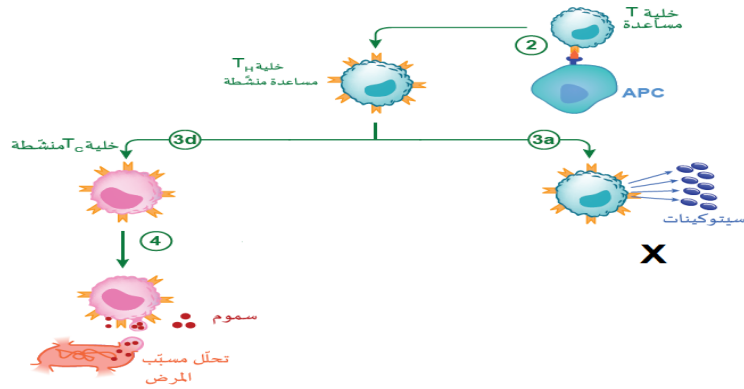 خلية T
مساعدة
2
خلية TH
مساعدة منشّطة
APC
3d
3a
خلية TC منشّطة
سيتوكينات
X
4
سموم
تحلّل مسبّب
المرض